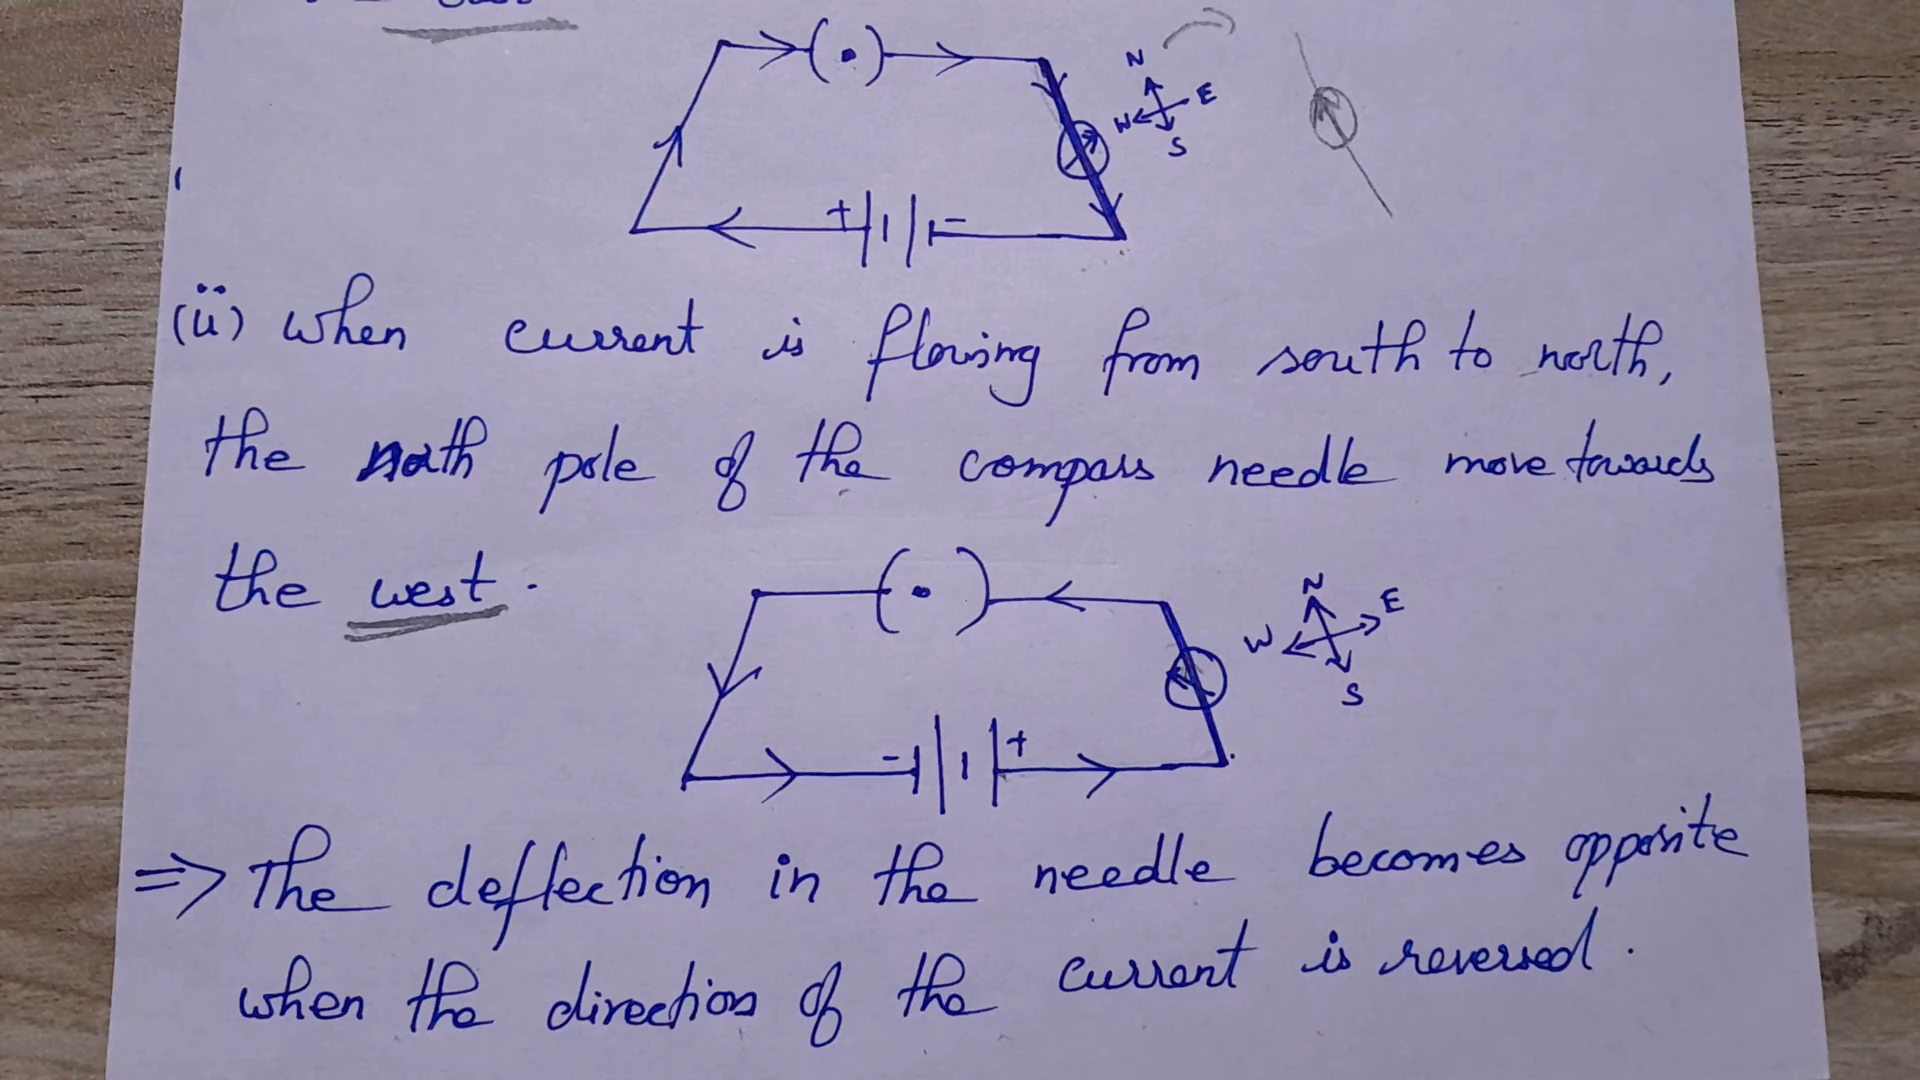 N
E
W
S
+ -
(ii) when current is flowing from south to north,
the north pole of the compass needle move towards
the west.
N
E
W
S
- +
=> The deflection in the needle becomes opposite
when the direction of the current is reversed.